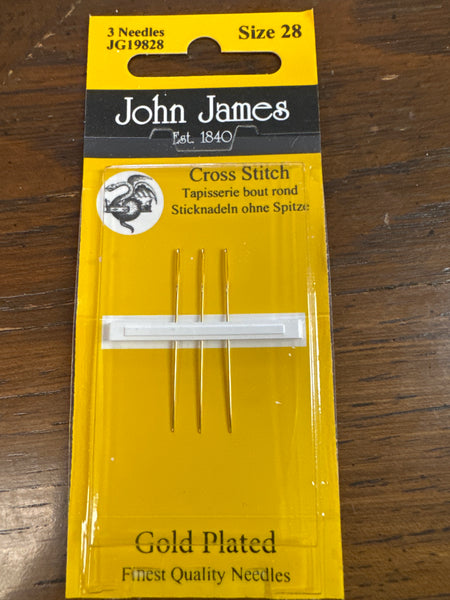 3 Needles
JG19828
Size 28
John James
Est. 1840
Cross Stitch
Tapisserie bout rond
Sticknadeln ohne Spitze
Gold Plated
Finest Quality Needles